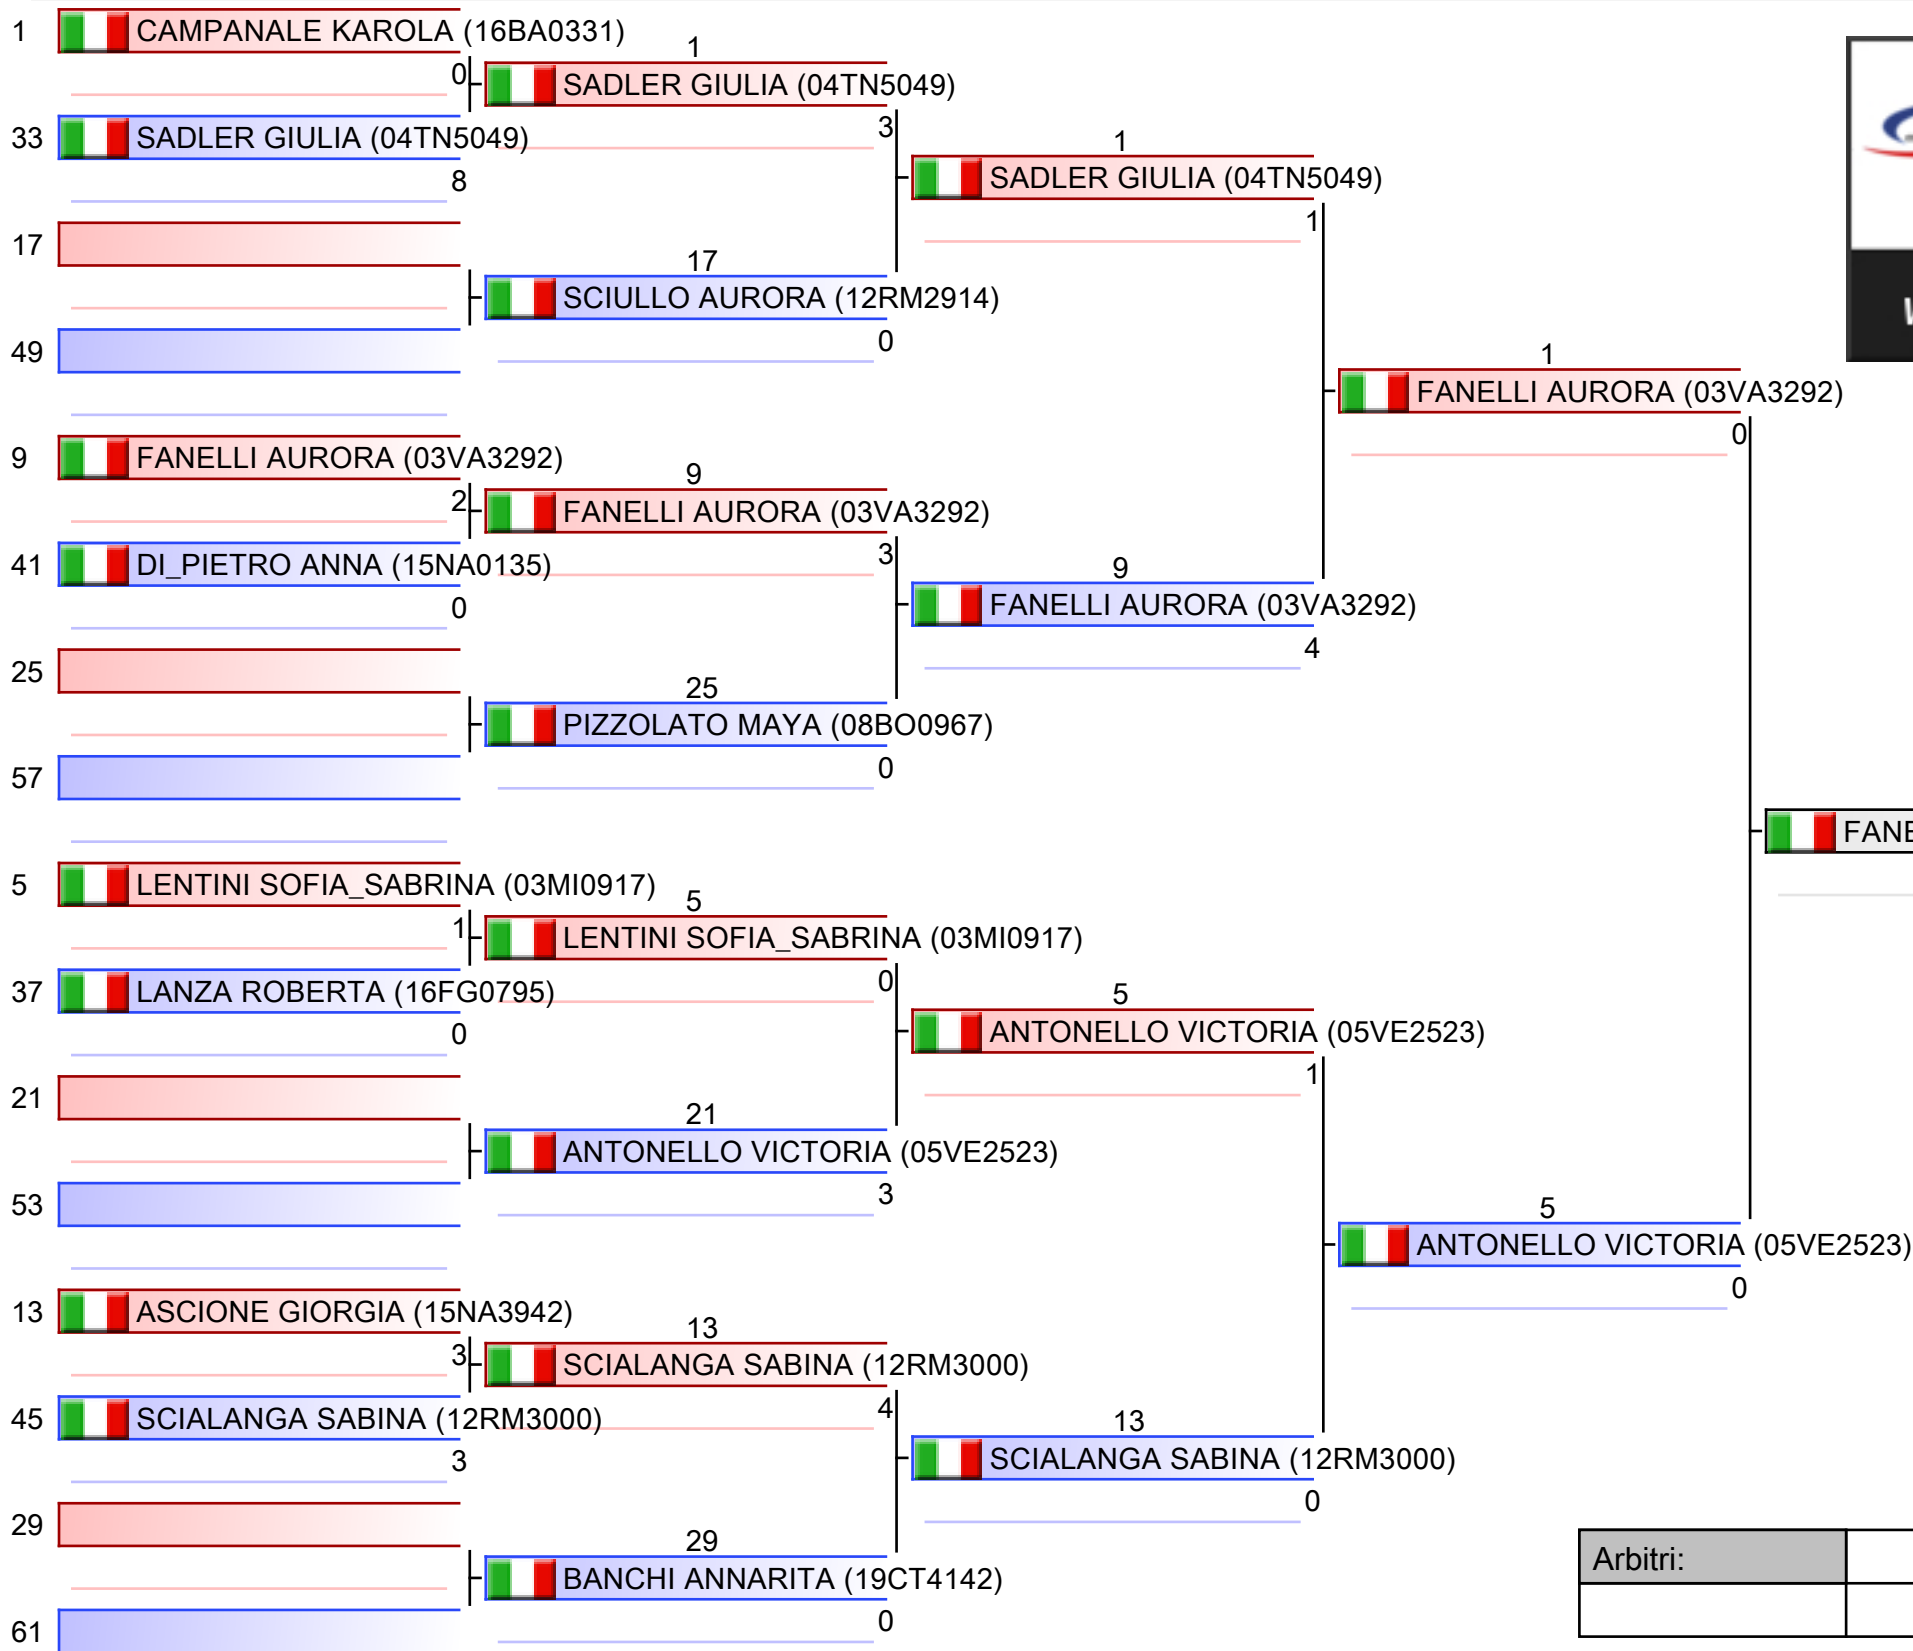 1 CAMPANALE KAROLA (16BA0331)
0
1
SADLER GIULIA (04TN5049)
33 SADLER GIULIA (04TN5049)
8
3
1
SADLER GIULIA (04TN5049)
1
17
17
SCIULLO AURORA (12RM2914)
0
49
1
FANELLI AURORA (03VA3292)
0
9 FANELLI AURORA (03VA3292)
2
9
FANELLI AURORA (03VA3292)
41 DI_PIETRO ANNA (15NA0135)
0
3
9
FANELLI AURORA (03VA3292)
4
25
25
PIZZOLATO MAYA (08BO0967)
0
57
FANE
5 LENTINI SOFIA_SABRINA (03MI0917)
1
5
LENTINI SOFIA_SABRINA (03MI0917)
37 LANZA ROBERTA (16FG0795)
0
0
5
ANTONELLO VICTORIA (05VE2523)
1
21
21
ANTONELLO VICTORIA (05VE2523)
3
53
5
ANTONELLO VICTORIA (05VE2523)
0
13 ASCIONE GIORGIA (15NA3942)
3
13
SCIALANGA SABINA (12RM3000)
45 SCIALANGA SABINA (12RM3000)
3
4
13
SCIALANGA SABINA (12RM3000)
0
29
29
BANCHI ANNARITA (19CT4142)
0
61
Arbitri: